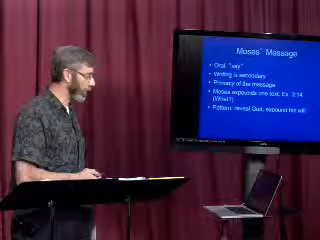 Moses' Message
• Oral, "say"
• Writing is secondary
• Primacy of the message
• Moses expounds one text, Ex. 3:14
(What?)
• Pattern: reveal God, expound his will